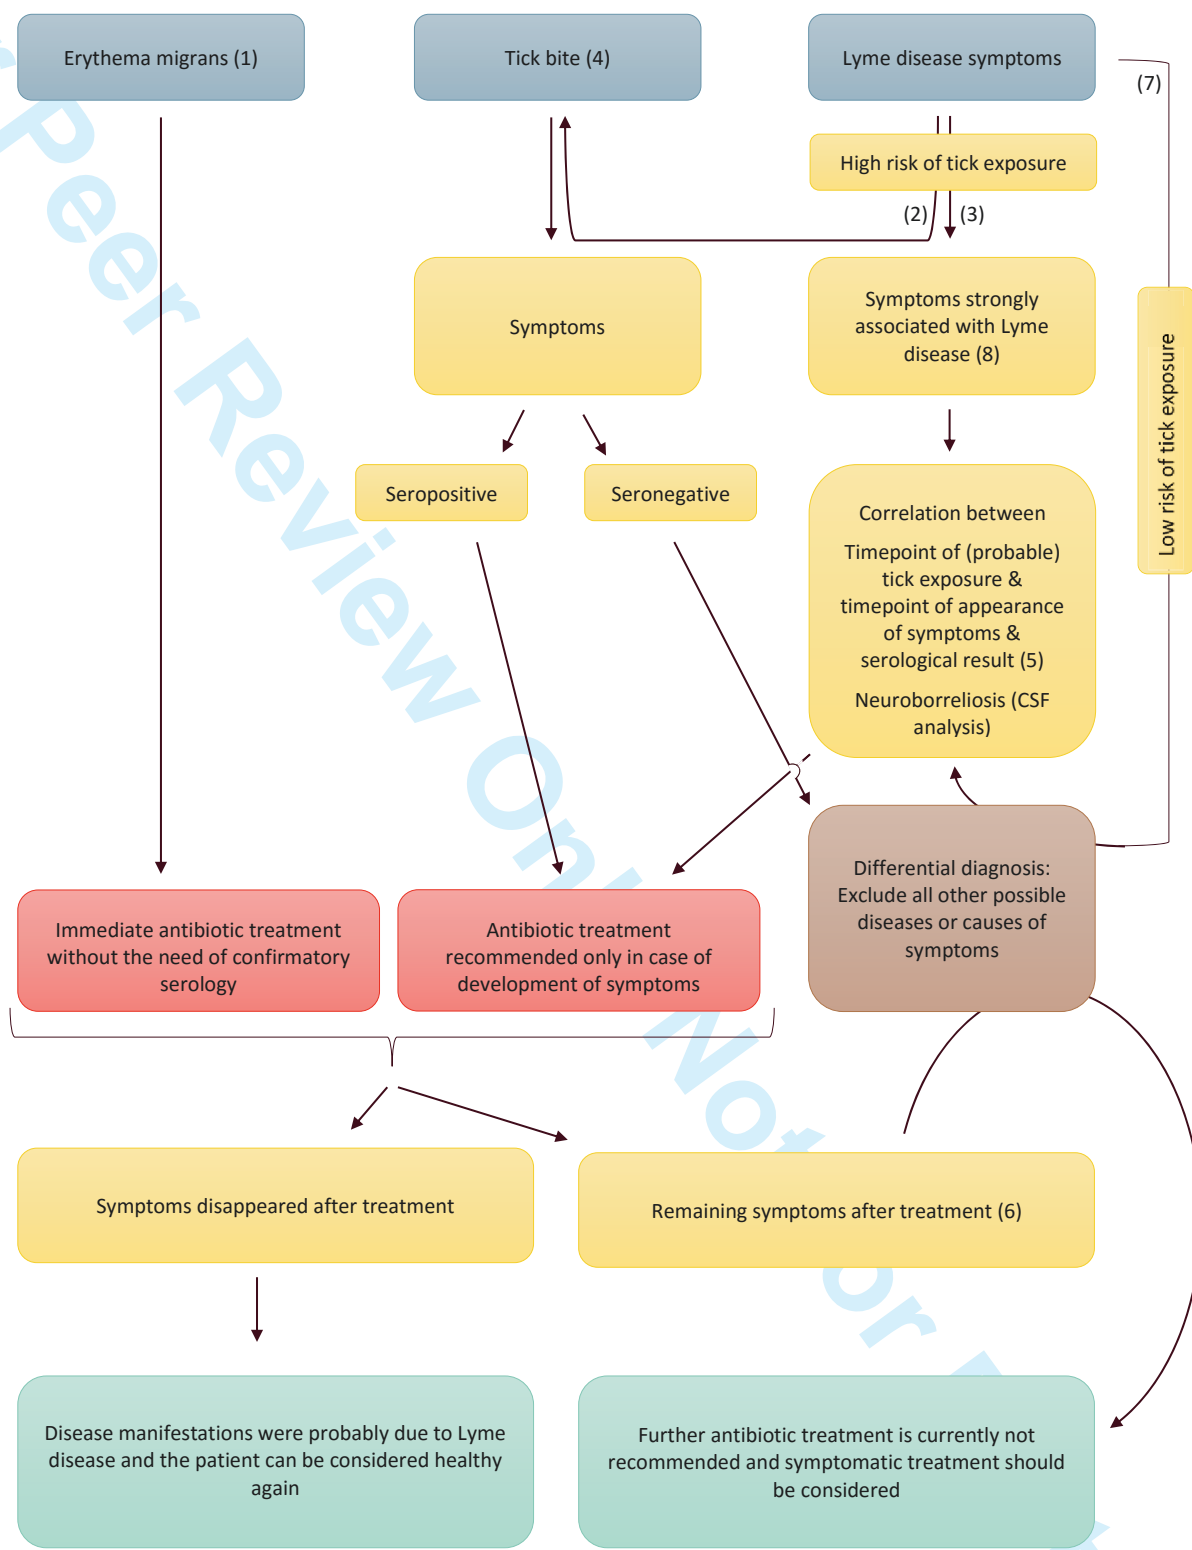 Erythema migrans (1)
Tick bite (4)
Lyme disease symptoms
(7)
High risk of tick exposure
(2)
(3)
Symptoms
Symptoms strongly
associated with Lyme
disease (8)
Low risk of tick exposure
Seropositive
Seronegative
Correlation between
Timepoint of (probable)
tick exposure &
timepoint of appearance
of symptoms &
serological result (5)
Neuroborreliosis (CSF
analysis)
Differential diagnosis:
Exclude all other possible
diseases or causes of
symptoms
Immediate antibiotic treatment
without the need of confirmatory
serology
Antibiotic treatment
recommended only in case of
development of symptoms
Symptoms disappeared after treatment
Remaining symptoms after treatment (6)
Disease manifestations were probably due to Lyme
disease and the patient can be considered healthy
again
Further antibiotic treatment is currently not
recommended and symptomatic treatment should
be considered
Peer Review Only